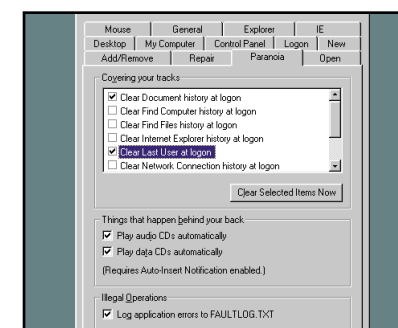 Mouse General Explorer IE
Desktop My Computer Control Panel Logon New
Add/Remove Repair Paranoia Open
Covering your tracks
Clear Document history at logon
Clear Find Computer history at logon
Clear Find Files history at logon
Clear Internet Explorer history at logon
Clear Last User at logon
Clear Network Connection history at logon
Clear Selected Items Now
Things that happen behind your back
Play audio CDs automatically
Play data CDs automatically
(Requires Auto-Insert Notification enabled.)
Illegal Operations
Log application errors to FAULTLOG.TXT